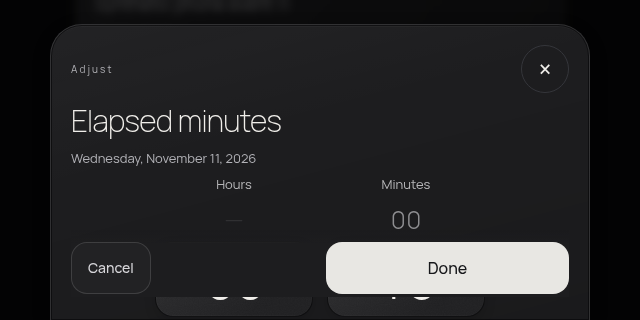 Adjust
Elapsed minutes
Wednesday, November 11, 2026
Hours Minutes
— 00
Cancel Done